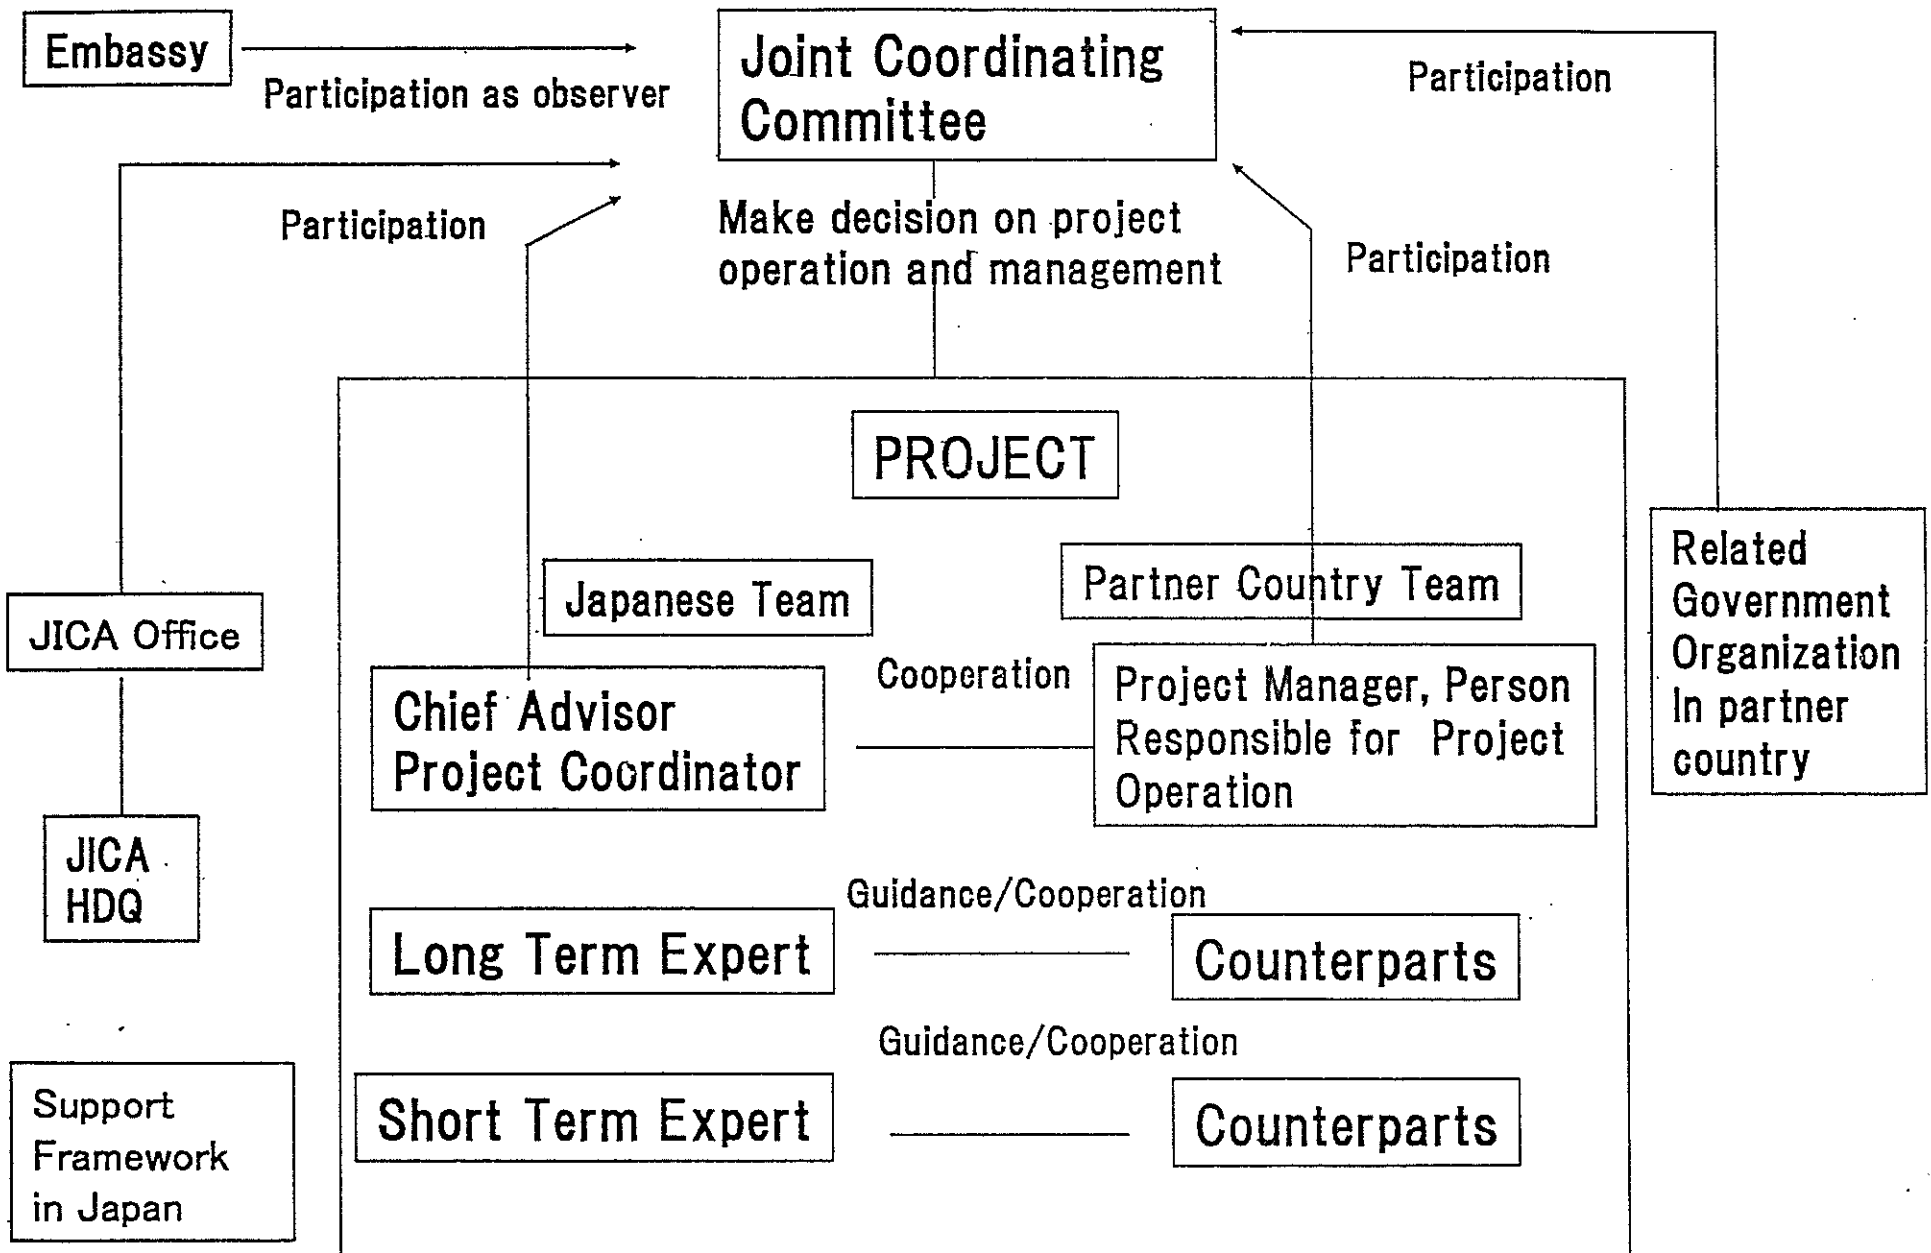 Embassy
Participation as observer
Joint Coordinating
Committee
Participation
Participation
Make decision on project
operation and management
Participation
PROJECT
Japanese Team
Partner Country Team
JICA Office
Chief Advisor
Project Coordinator
Cooperation
Project Manager, Person
Responsible for Project
Operation
Related
Government
Organization
In partner
country
JICA
HDQ
Guidance/Cooperation
Long Term Expert
Counterparts
Guidance/Cooperation
Short Term Expert
Counterparts
Support
Framework
in Japan